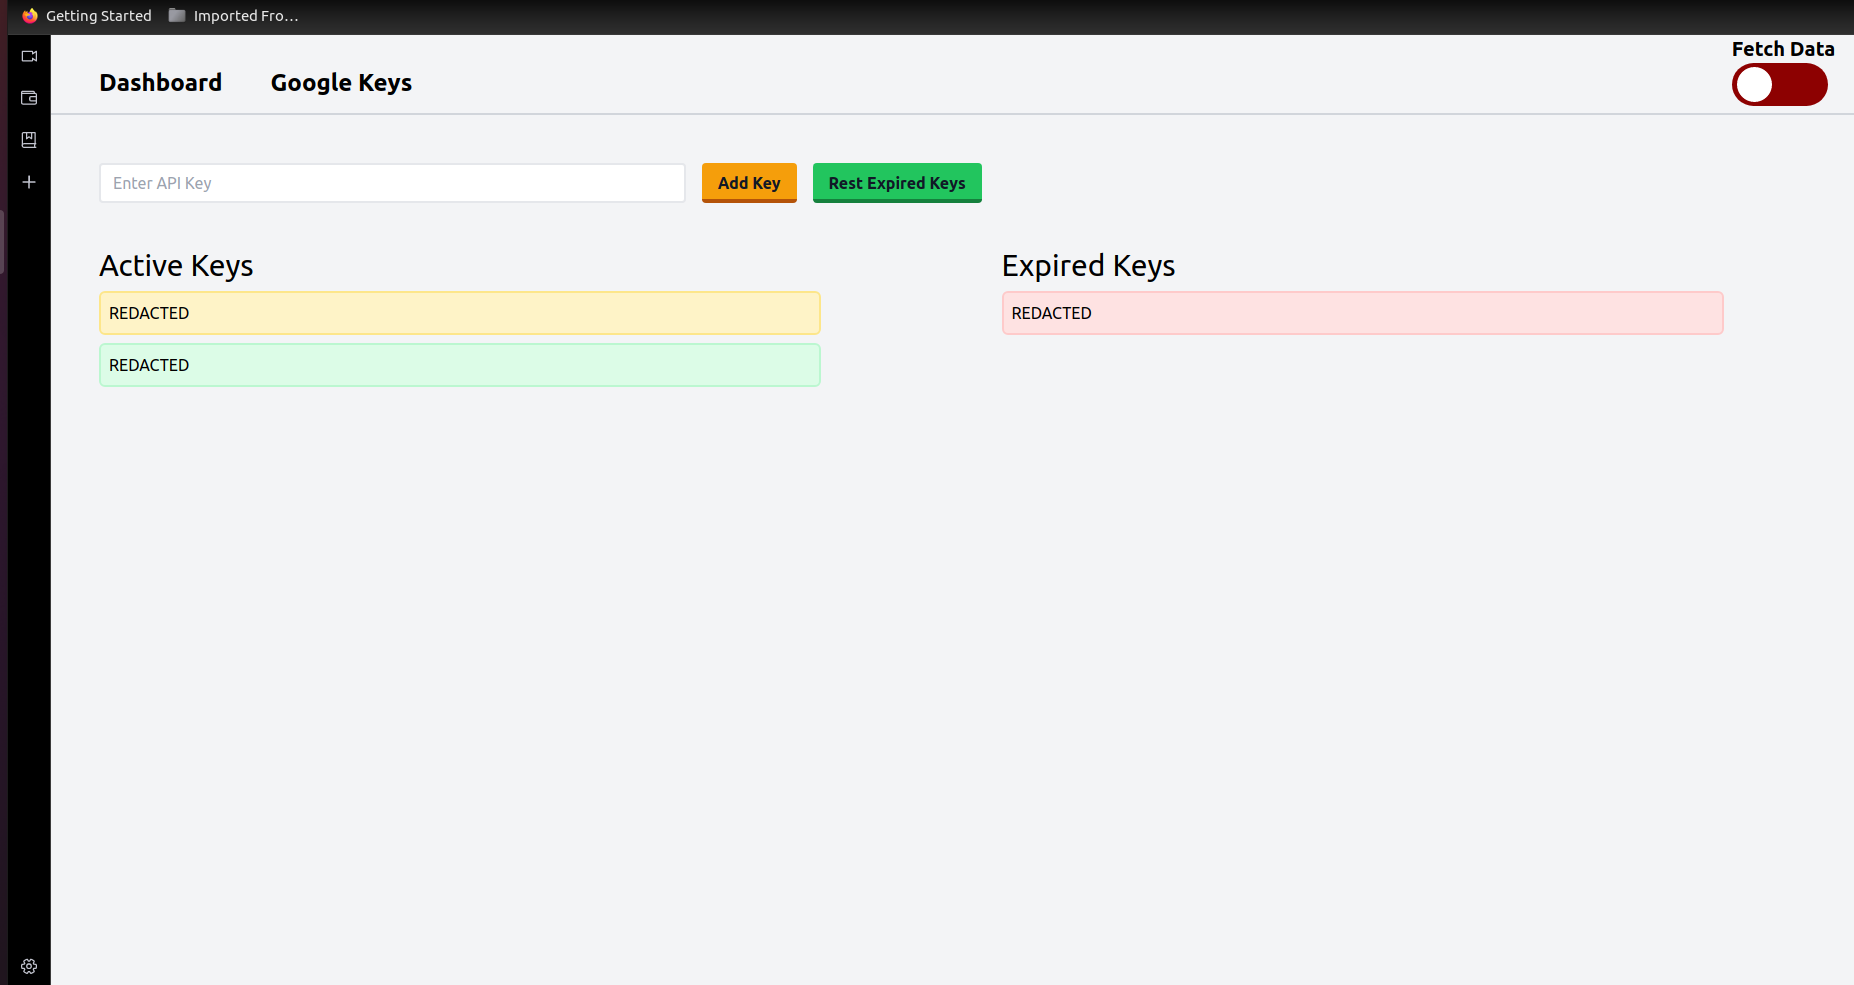 Getting Started
Imported Fro...
Fetch Data
Dashboard
Google Keys
Enter API Key
Add Key
Rest Expired Keys
Active Keys
REDACTED
REDACTED
Expired Keys
REDACTED